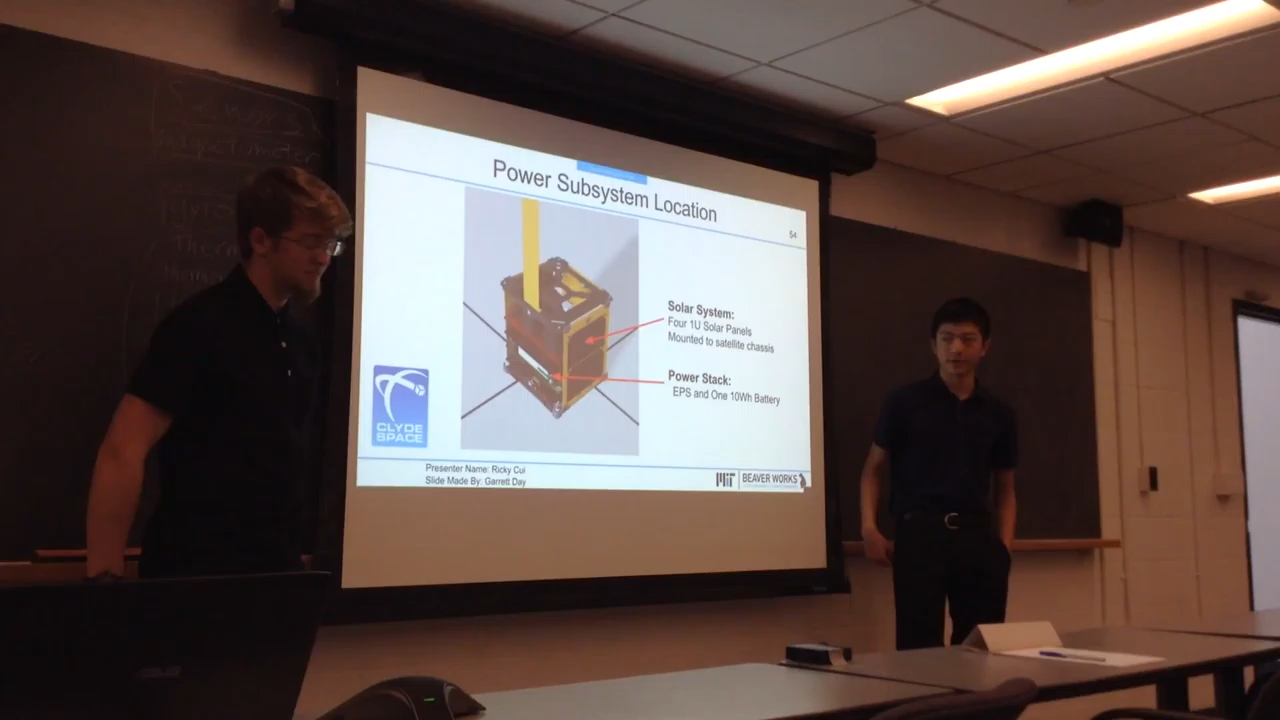 Power Subsystem Location
54
Solar System:
Four 1U Solar Panels
Mounted to satellite chassis
Power Stack:
EPS and One 10Wh Battery
CLYDE
SPACE
Presenter Name: Ricky Cui
Slide Made By: Garrett Day
MIT
BEAVER WORKS